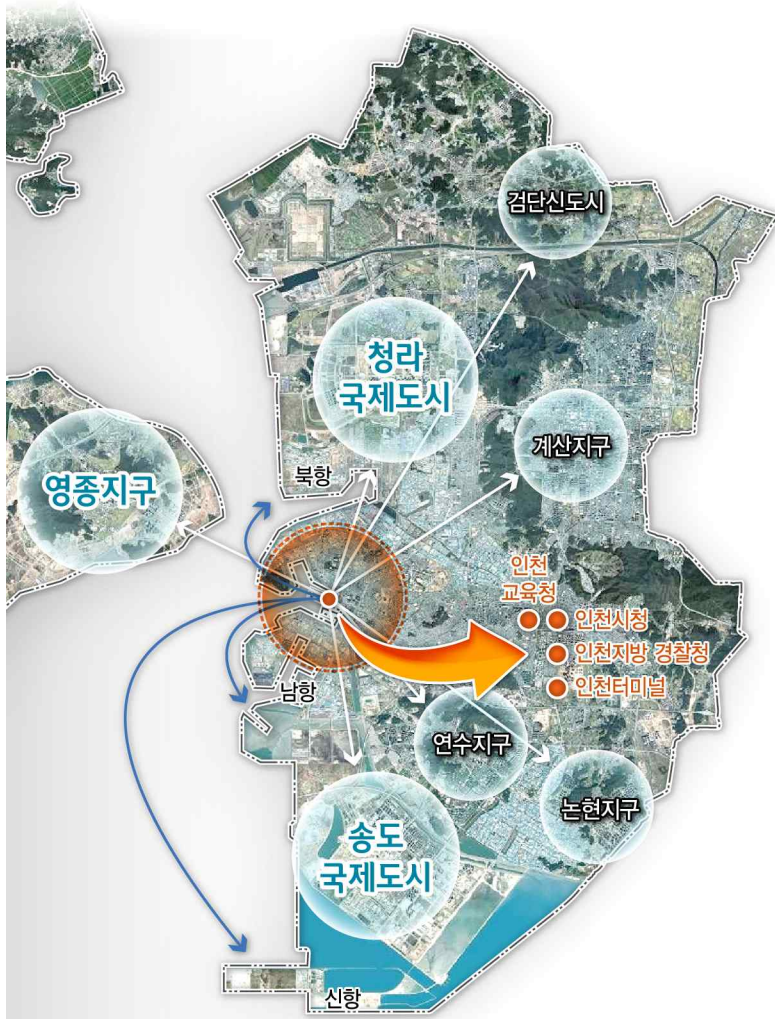 검단신도시
청라
국제도시
계산지구
북항
영종지구
인천
교육청
인천시청
인천지방 경찰청
인천터미널
남항
연수지구
논현지구
송도
국제도시
신항